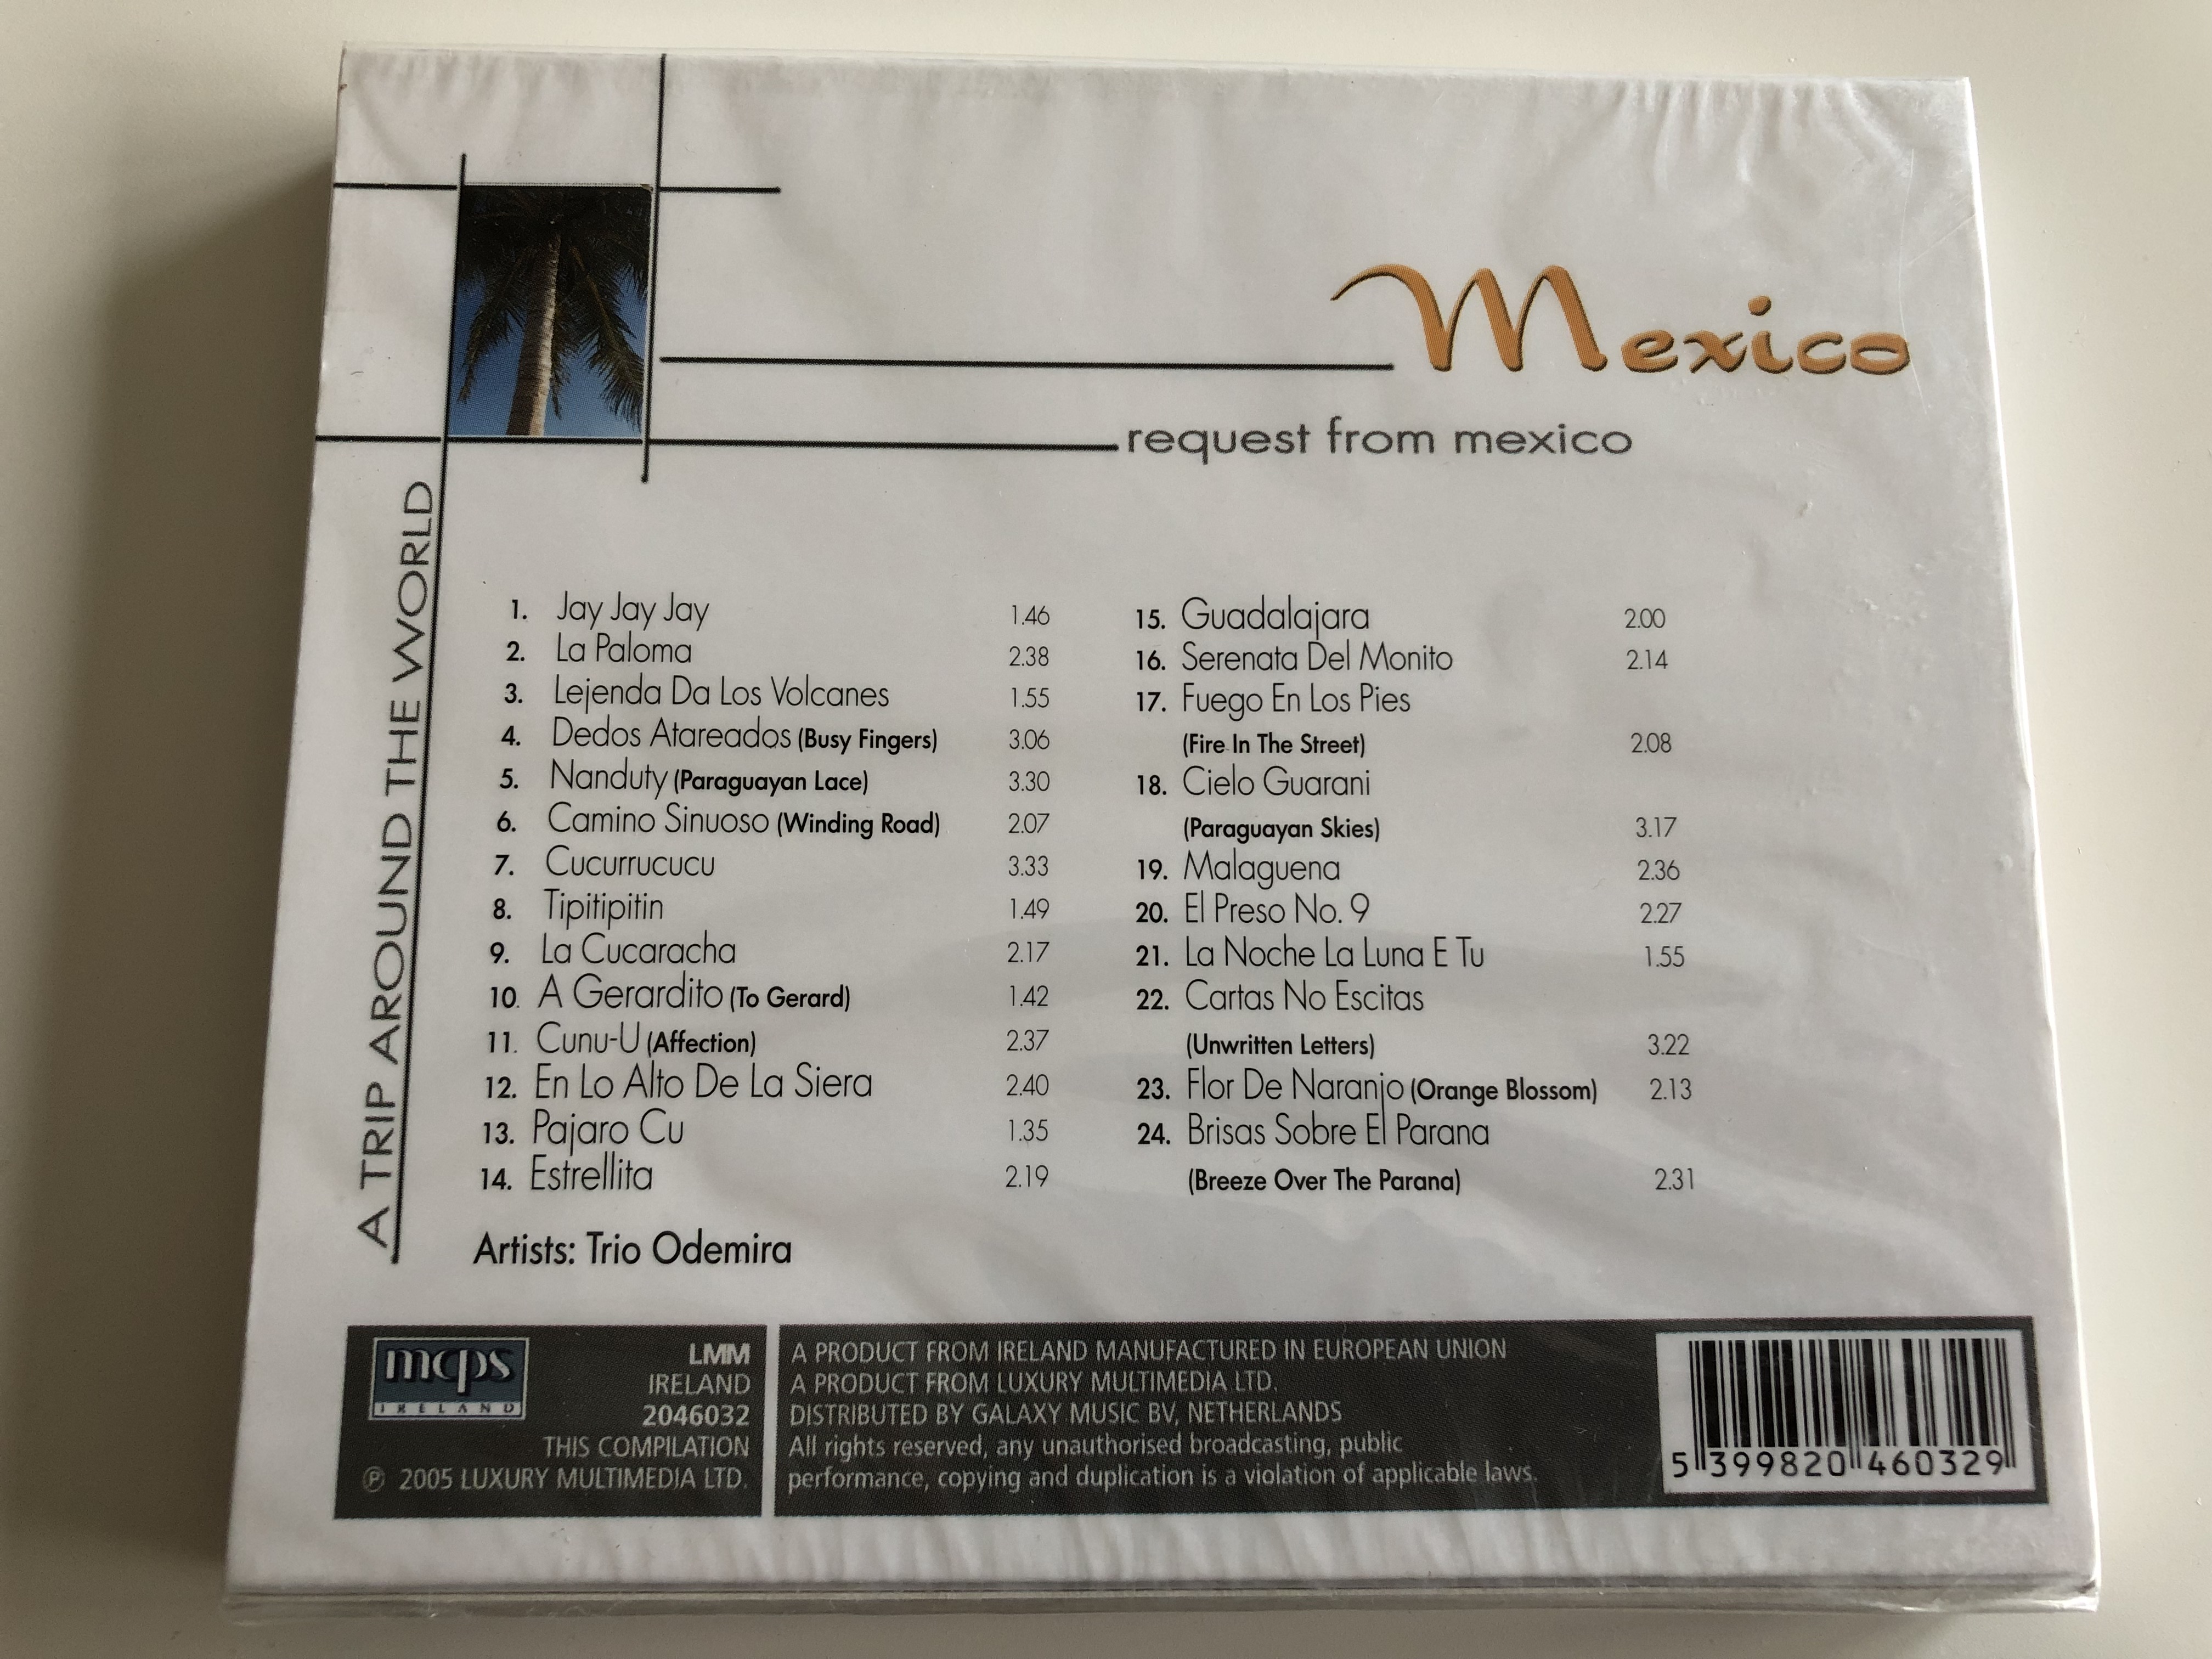 Mexico
request from mexico
A TRIP AROUND THE WORLD
1. Jay Jay Jay 1.46
2. La Paloma 2.38
3. Lejenda Da Los Volcanes 1.55
4. Dedos Atareados (Busy Fingers) 3.06
5. Nanduty (Paraguayan Lace) 3.30
6. Camino Sinuoso (Winding Road) 2.07
7. Cucurrucucu 3.33
8. Tipitipitin 1.49
9. La Cucaracha 2.17
10. A Gerardito (To Gerard) 1.42
11. Cunu-U (Affection) 2.37
12. En Lo Alto De La Siera 2.40
13. Pajaro Cu 1.35
14. Estrellita 2.19
15. Guadalajara 2.00
16. Serenata Del Monito 2.14
17. Fuego En Los Pies
(Fire In The Street) 2.08
18. Cielo Guarani
(Paraguayan Skies) 3.17
19. Malaguena 2.36
20. El Preso No. 9 2.27
21. La Noche La Luna E Tu 1.55
22. Cartas No Escitas
(Unwritten Letters) 3.22
23. Flor De Naranjo (Orange Blossom) 2.13
24. Brisas Sobre El Parana
(Breeze Over The Parana) 2.31
Artists: Trio Odemira
mcps
IRELAND
LMM
IRELAND
2046032
THIS COMPILATION
℗ 2005 LUXURY MULTIMEDIA LTD.
A PRODUCT FROM IRELAND MANUFACTURED IN EUROPEAN UNION
A PRODUCT FROM LUXURY MULTIMEDIA LTD.
DISTRIBUTED BY GALAXY MUSIC BV, NETHERLANDS
All rights reserved, any unauthorised broadcasting, public
performance, copying and duplication is a violation of applicable laws.
5 399820 460329